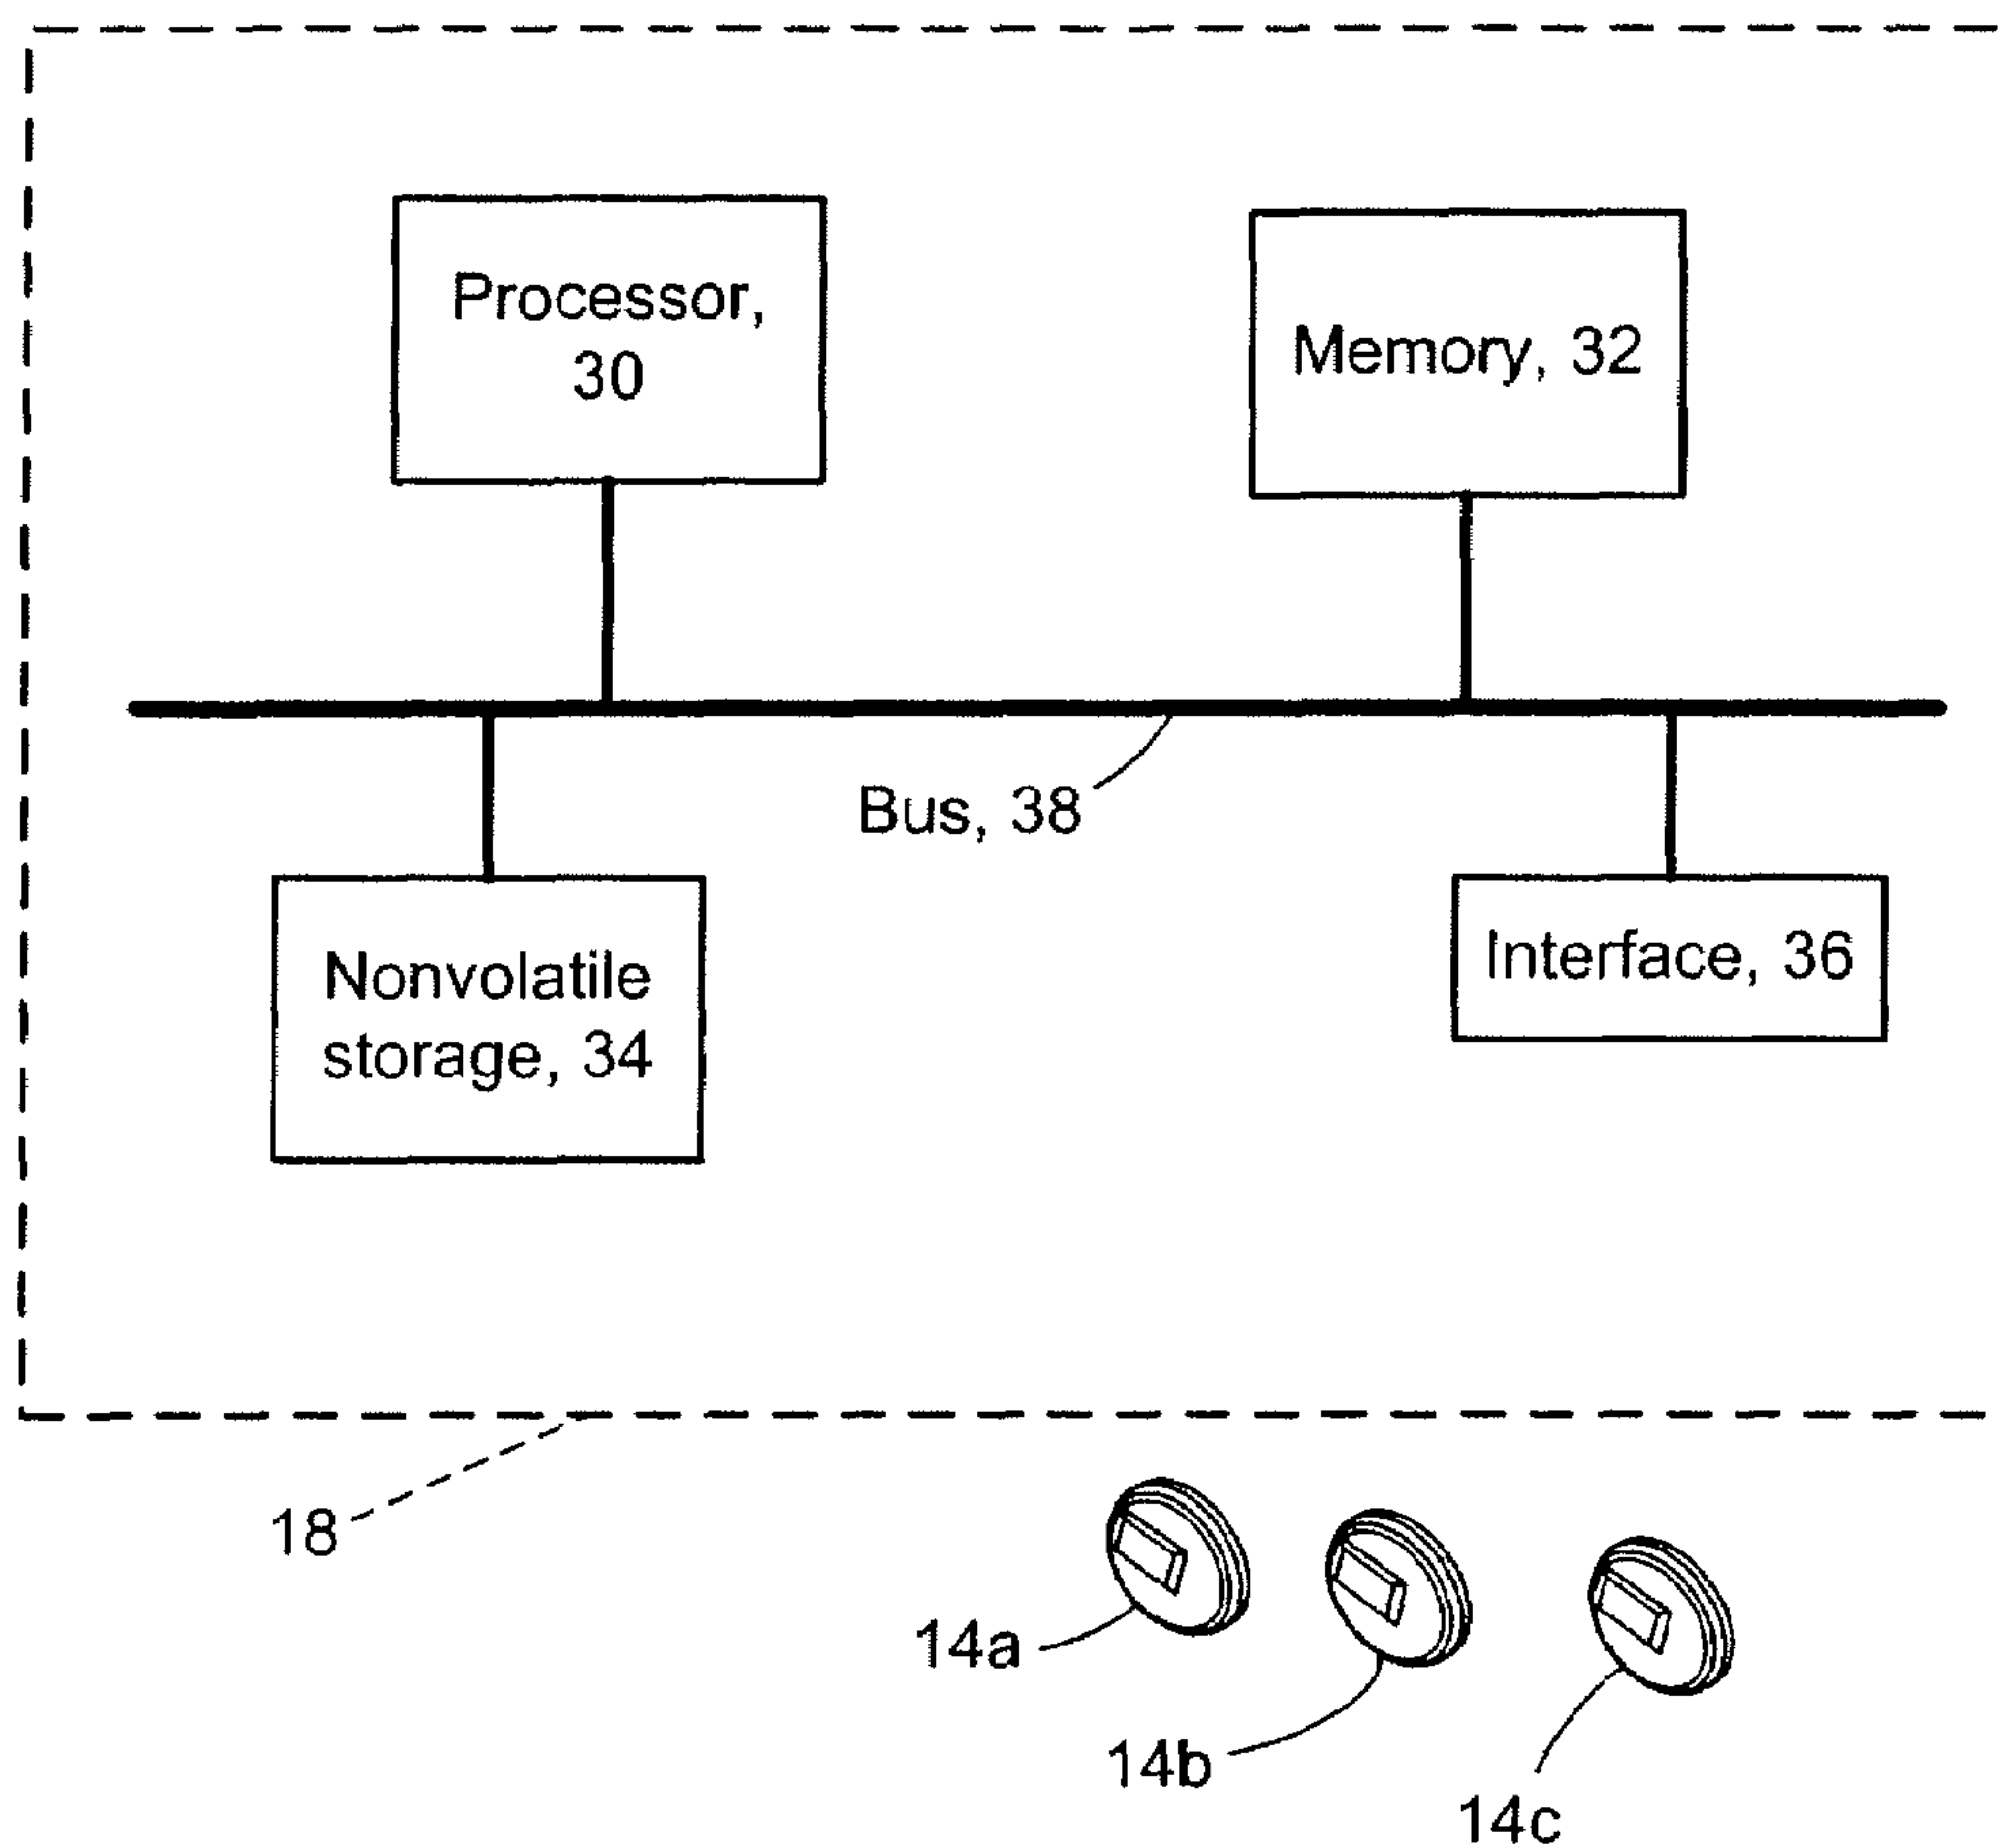 Processor,
30
Memory, 32
Bus, 38
Nonvolatile
storage, 34
Interface, 36
18
14a
14b
14c